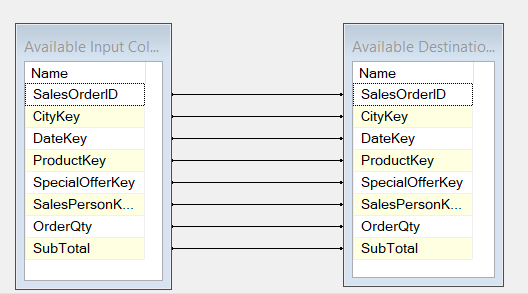 Available Input Col...
Name
SalesOrderID
CityKey
DateKey
ProductKey
SpecialOfferKey
SalesPersonK...
OrderQty
SubTotal
Available Destinatio...
Name
SalesOrderID
CityKey
DateKey
ProductKey
SpecialOfferKey
SalesPersonK...
OrderQty
SubTotal